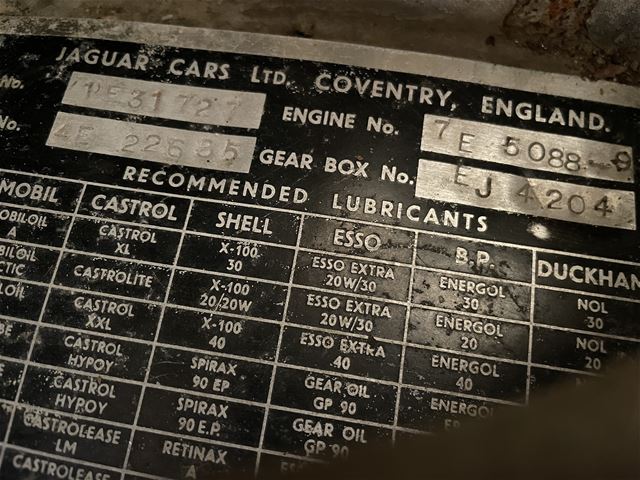 JAGUAR CARS LTD. COVENTRY, ENGLAND.
No. 1E31727 ENGINE No. 7E 5088-9
No. 4E 22635 GEAR BOX No. EJ 4204
RECOMMENDED LUBRICANTS
MOBIL CASTROL SHELL ESSO B.P. DUCKHAM
MOBILOIL A CASTROL XL X-100 30 ESSO EXTRA 20W/30 ENERGOL 30 NOL 30
CASTROLITE X-100 20/20W ESSO EXTRA 20W/30 ENERGOL 20 NOL 20
CASTROL XXL X-100 40 ESSO EXTRA 40 ENERGOL 40
CASTROL HYPOY SPIRAX 90 EP GEAR OIL GP 90 ENERGOL
CASTROL HYPOY SPIRAX 90 E.P. GEAR OIL GP 90
CASTROLEASE LM RETINAX A
CASTROLEASE